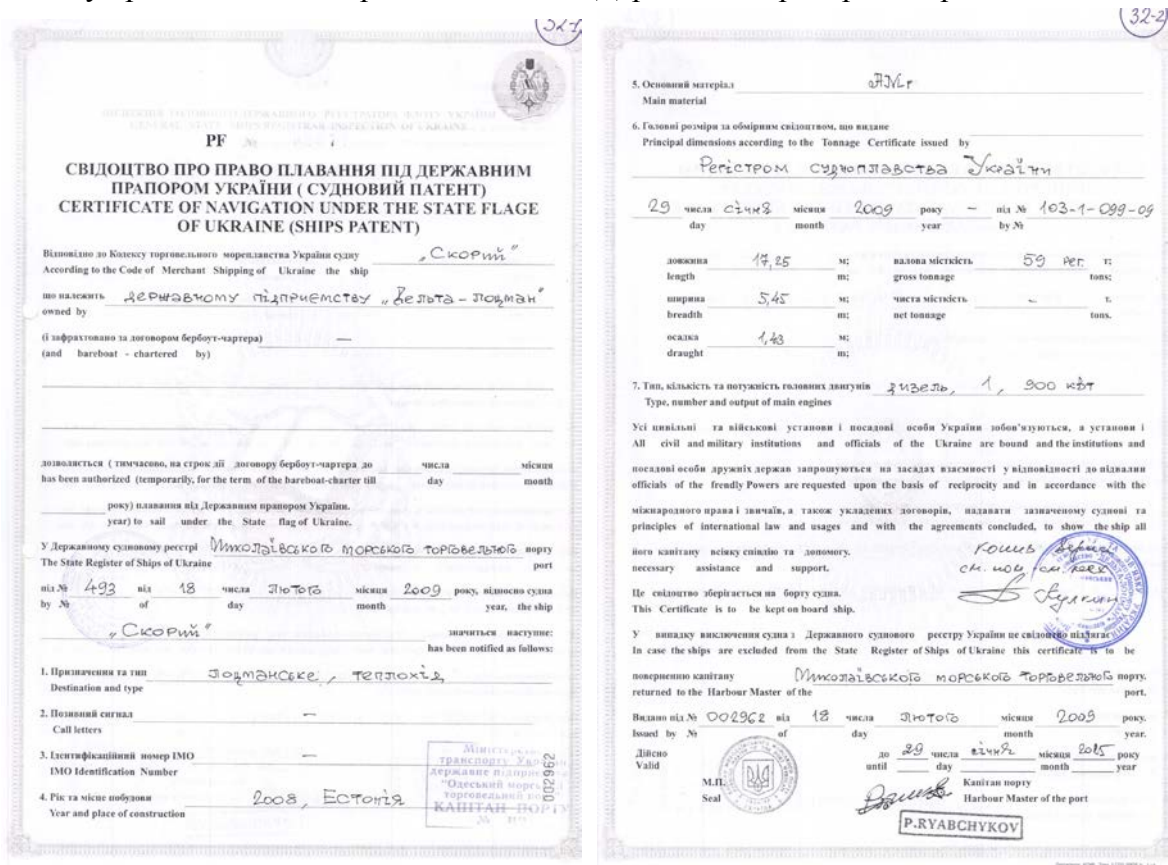 32-2
PF
СВІДОЦТВО ПРО ПРАВО ПЛАВАННЯ ПІД ДЕРЖАВНИМ
ПРАПОРОМ УКРАЇНИ ( СУДНОВИЙ ПАТЕНТ)
CERTIFICATE OF NAVIGATION UNDER THE STATE FLAGE
OF UKRAINE (SHIPS PATENT)
Відповідно до Кодексу торговельного мореплавства України судну „Скорий“
According to the Code of Merchant Shipping of Ukraine the ship
що належить державному підприємству „Дельта - Лоцман“
owned by
(і зафрахтовано за договором бербоут-чартера) —
(and bareboat - chartered by)
дозволяється ( тимчасово, на строк дії договору бербоут-чартера до числа місяця
has been authorized (temporarily, for the term of the bareboat-charter till day month
року) плавання під Державним прапором України.
year) to sail under the State flag of Ukraine.
У Державному судновому реєстрі Миколаївського морського торговельного порту
The State Register of Ships of Ukraine port
під № 493 від 18 числа лютого місяця 2009 року, відносно судна
by № of day month year, the ship
„Скорий“ значиться наступне:
has been notified as follows:
1. Призначення та тип лоцманське, теплохід
Destination and type
2. Позивний сигнал —
Call letters
3. Ідентифікаційний номер IMO —
IMO Identification Number
4. Рік та місце побудови 2008, Естонія
Year and place of construction
КАПІТАН ПОРТУ
002962
5. Основний матеріал АМг
Main material
6. Головні розміри за обмірним свідоцтвом, що видане
Principal dimensions according to the Tonnage Certificate issued by
Регістром судноплавства України
29 числа січня місяця 2009 року — під № 103-1-099-09
day month year by №
довжина 17,25 м; валова місткість 59 рег. т;
length m; gross tonnage tons;
ширина 5,45 м; чиста місткість — т.
breadth m; net tonnage tons.
осадка 1,43 м;
draught m;
7. Тип, кількість та потужність головних двигунів дизель, 1, 900 кВт
Type, number and output of main engines
Усі цивільні та військові установи і посадові особи України зобов'язуються, а установи і
All civil and military institutions and officials of the Ukraine are bound and the institutions and
посадові особи дружніх держав запрошуються на засадах взаємності у відповідності до підвалин
officials of the frendly Powers are requested upon the basis of reciprocity and in accordance with the
міжнародного права і звичаїв, а також укладених договорів, надавати зазначеному суднові та
principles of international law and usages and with the agreements concluded, to show the ship all
його капітану всіляку співдію та допомогу.
necessary assistance and support.
Це свідоцтво зберігається на борту судна.
This Certificate is to be kept on board ship.
У випадку виключення судна з Державного суднового реєстру України це свідоцтво підлягає
In case the ships are excluded from the State Register of Ships of Ukraine this certificate is to be
поверненню капітану Миколаївського морського торговельного порту.
returned to the Harbour Master of the port.
Видано під № 002962 від 18 числа лютого місяця 2009 року.
Issued by № of day month year.
Дійсно до 29 числа січня місяця 2015 року
Valid until day month year
М.П. Капітан порту
Seal Harbour Master of the port
P.RYABCHYKOV